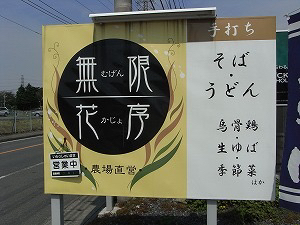 無限
むげん
花序
かじょ
農場直営
営業中
手打ち
そば
・
うどん
烏骨鶏
生・ゆば
季節菜
ほか